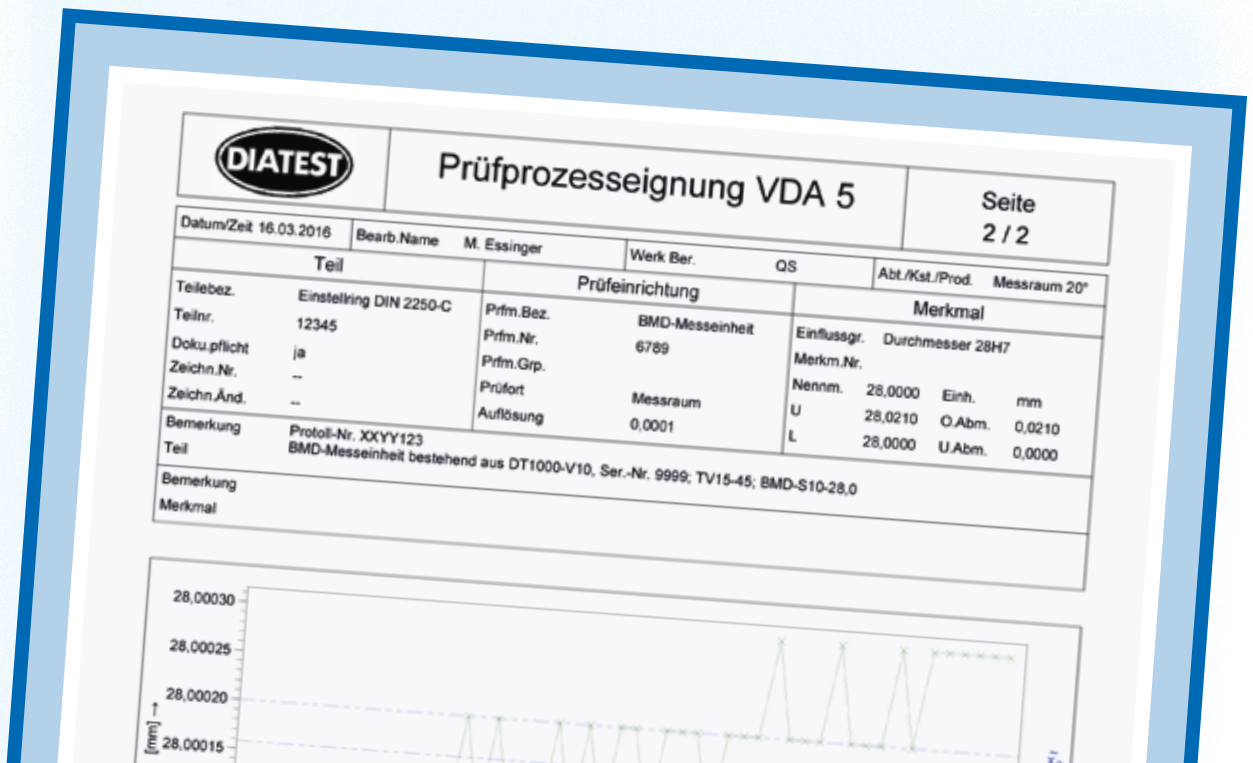 DIATEST
Prüfprozesseignung VDA 5
Seite
2 / 2
Datum/Zeit 16.03.2016 Bearb.Name M. Essinger Werk Ber. QS Abt./Kst./Prod. Messraum 20°
Teil Prüfeinrichtung Merkmal
Teilebez. Einstellring DIN 2250-C Prfm.Bez. BMD-Messeinheit Einflussgr. Durchmesser 28H7
Teilnr. 12345 Prfm.Nr. 6789 Merkm.Nr.
Doku.pflicht ja Prfm.Grp. Nennm. 28,0000 Einh. mm
Zeichn.Nr. -- Prüfort Messraum U 28,0210 O.Abm. 0,0210
Zeichn.Änd. -- Auflösung 0,0001 L 28,0000 U.Abm. 0,0000
Bemerkung Protoll-Nr. XXYY123
Teil BMD-Messeinheit bestehend aus DT1000-V10, Ser.-Nr. 9999; TV15-45; BMD-S10-28,0
Bemerkung
Merkmal
28,00030
28,00025
28,00020
28,00015
[mm] →